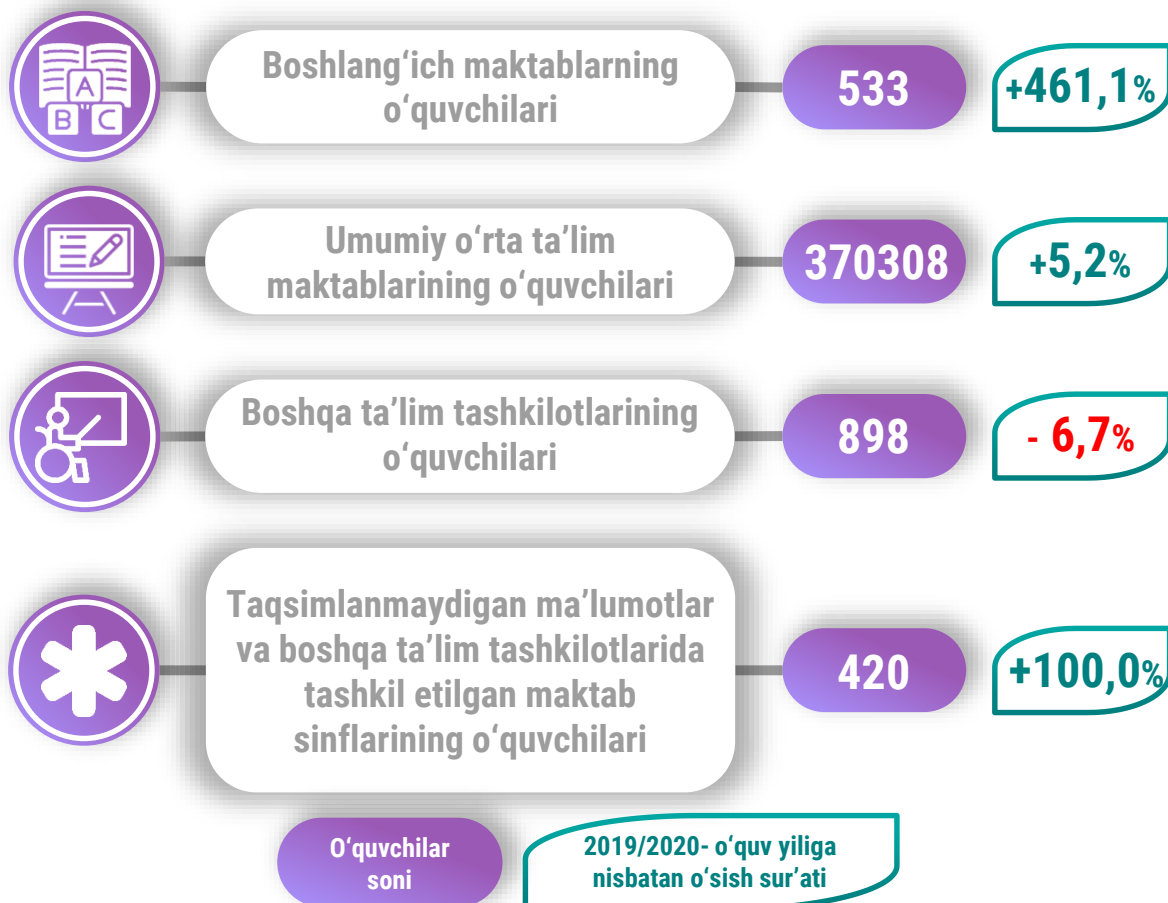 A
B C
Boshlang‘ich maktablarning
o‘quvchilari
533
+461,1%
Umumiy o‘rta ta’lim
maktablarining o‘quvchilari
370308
+5,2%
Boshqa ta’lim tashkilotlarining
o‘quvchilari
898
- 6,7%
Taqsimlanmaydigan ma’lumotlar
va boshqa ta’lim tashkilotlarida
tashkil etilgan maktab
sinflarining o‘quvchilari
420
+100,0%
O‘quvchilar
soni
2019/2020- o‘quv yiliga
nisbatan o‘sish sur’ati